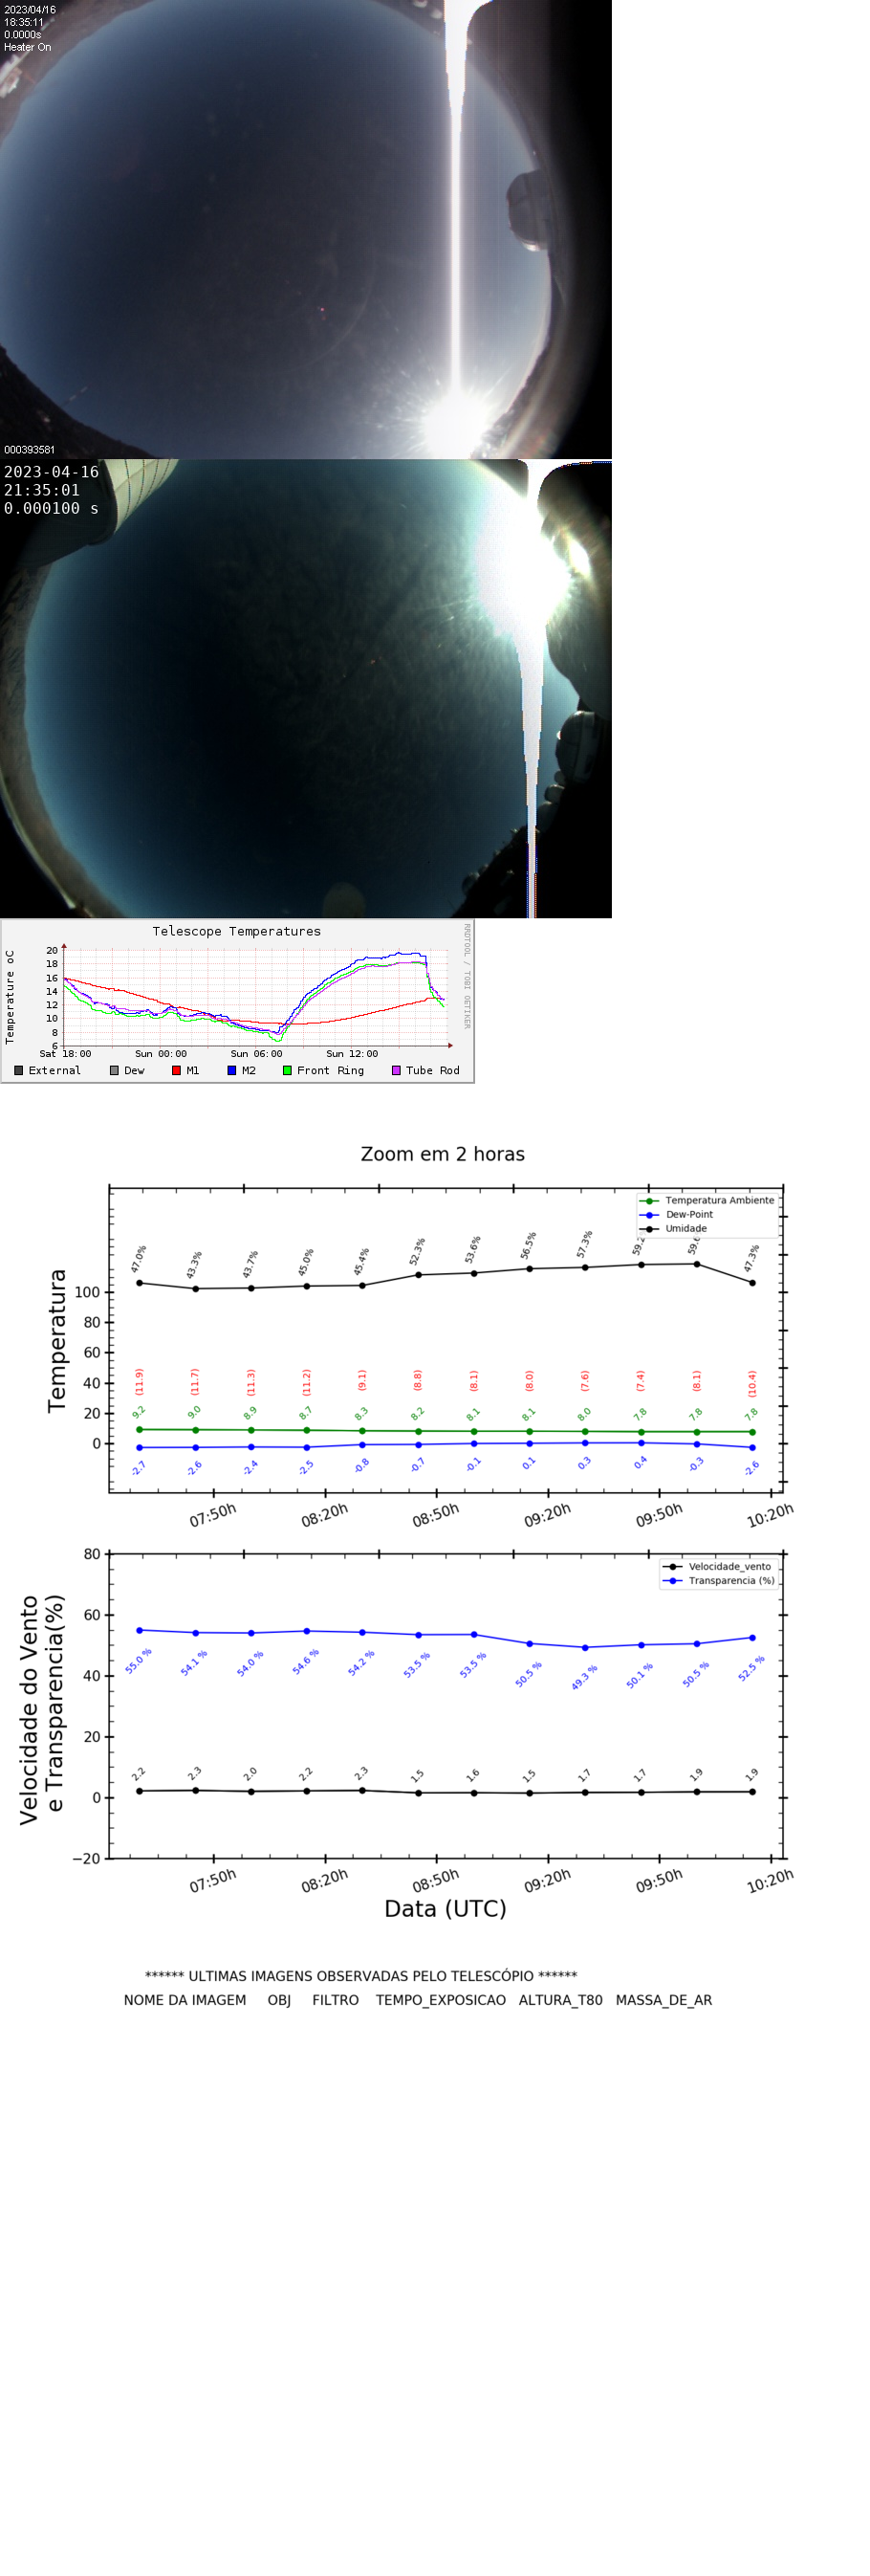 2023/04/16
18:35:11
0.0000s
Heater On
000393581
2023-04-16
21:35:01
0.000100 s
Telescope Temperatures
RRDTOOL / TOBI OETIKER
Temperature oC
20
18
16
14
12
10
8
6
Sat 18:00 Sun 00:00 Sun 06:00 Sun 12:00
External Dew M1 M2 Front Ring Tube Rod
Zoom em 2 horas
Temperatura Ambiente
Dew-Point
Umidade
47.0% 43.3% 43.7% 45.0% 45.4% 52.3% 53.6% 56.5% 57.3% 47.3%
Temperatura
100
80
60
40
20
0
(11.9) (11.7) (11.3) (11.2) (9.1) (8.8) (8.1) (8.0) (7.6) (7.4) (8.1) (10.4)
9.2 9.0 8.9 8.7 8.3 8.2 8.1 8.1 8.0 7.8 7.8 7.8
-2.7 -2.6 -2.4 -2.5 -0.8 -0.7 -0.1 0.1 0.3 0.4 -0.3 -2.6
07:50h 08:20h 08:50h 09:20h 09:50h 10:20h
Velocidade_vento
Transparencia (%)
Velocidade do Vento
e Transparencia(%)
80
60
40
20
0
−20
55.0 % 54.1 % 54.0 % 54.6 % 54.2 % 53.5 % 53.5 % 50.5 % 49.3 % 50.1 % 50.5 % 52.5 %
2.2 2.3 2.0 2.2 2.3 1.5 1.6 1.5 1.7 1.7 1.9 1.9
07:50h 08:20h 08:50h 09:20h 09:50h 10:20h
Data (UTC)
****** ULTIMAS IMAGENS OBSERVADAS PELO TELESCÓPIO ******
NOME DA IMAGEM OBJ FILTRO TEMPO_EXPOSICAO ALTURA_T80 MASSA_DE_AR